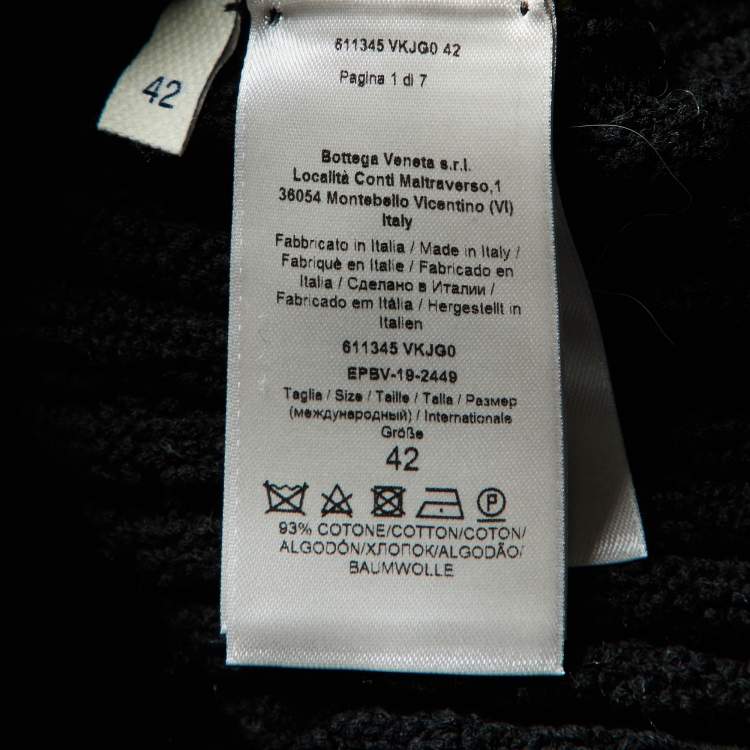 42
611345 VKJG0 42
Pagina 1 di 7
Bottega Veneta s.r.l.
Località Conti Maltraverso,1
36054 Montebello Vicentino (VI)
Italy
Fabbricato in Italia / Made in Italy /
Fabriquè en Italie / Fabricado en
Italia / Сделано в Италии /
Fabricado em Itália / Hergestellt in
Italien
611345 VKJG0
EPBV-19-2449
Taglia / Size / Taille / Talla / Размер
(международный) / Internationale
Größe
42
P
93% COTONE/COTTON/COTON/
ALGODÓN/ХЛОПОК/ALGODÃO/
BAUMWOLLE